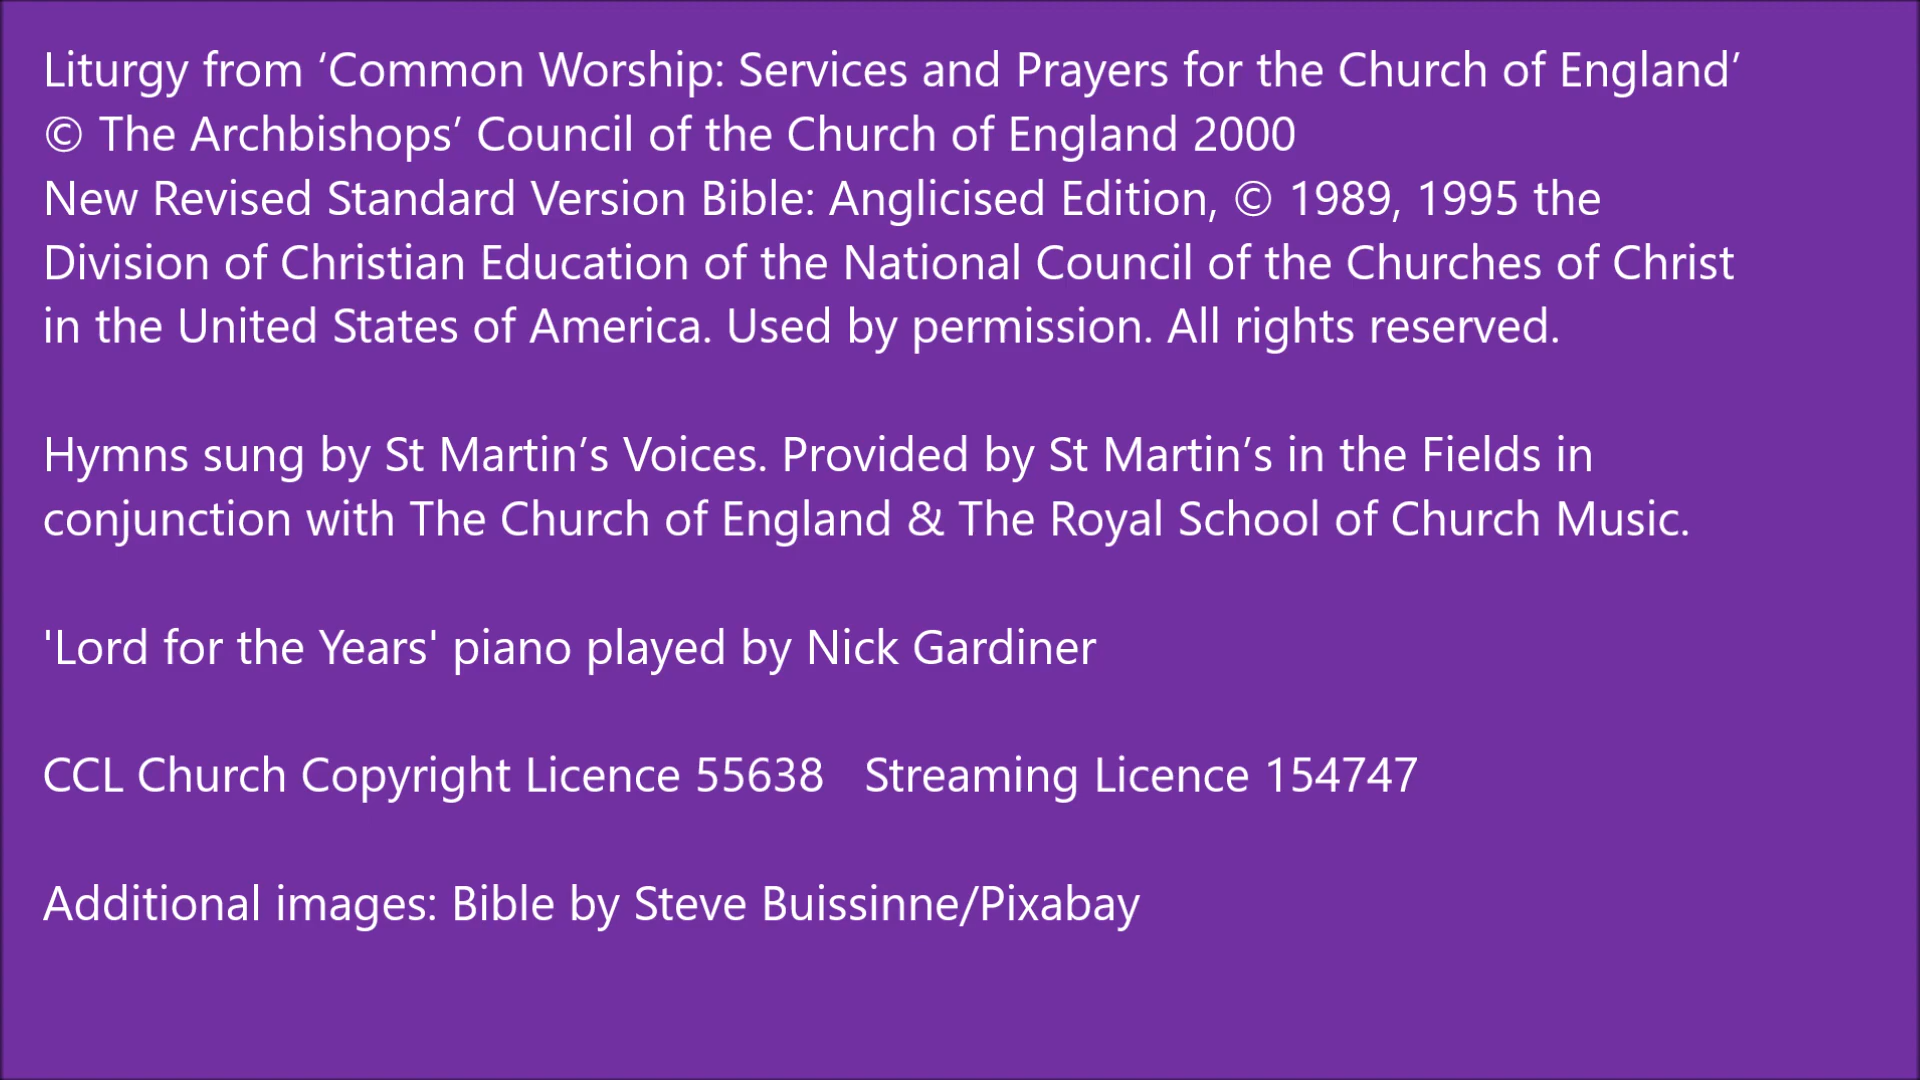 Liturgy from ‘Common Worship: Services and Prayers for the Church of England’
© The Archbishops’ Council of the Church of England 2000
New Revised Standard Version Bible: Anglicised Edition, © 1989, 1995 the
Division of Christian Education of the National Council of the Churches of Christ
in the United States of America. Used by permission. All rights reserved.
Hymns sung by St Martin’s Voices. Provided by St Martin’s in the Fields in
conjunction with The Church of England & The Royal School of Church Music.
'Lord for the Years' piano played by Nick Gardiner
CCL Church Copyright Licence 55638   Streaming Licence 154747
Additional images: Bible by Steve Buissinne/Pixabay